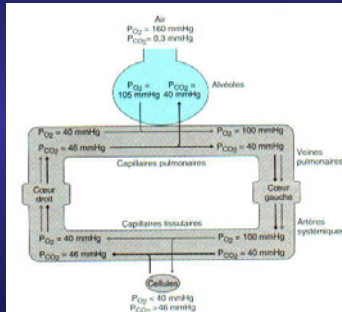 Air
PO2 = 160 mmHg
PCO2 = 0,3 mmHg
PO2 = 105 mmHg
PCO2 = 40 mmHg
Alvéoles
PO2 = 40 mmHg
PO2 = 100 mmHg
PCO2 = 46 mmHg
PCO2 = 40 mmHg
Veines pulmonaires
Capillaires pulmonaires
Cœur droit
Cœur gauche
Capillaires tissulaires
Artères systémiques
PO2 = 40 mmHg
PO2 = 100 mmHg
PCO2 = 46 mmHg
PCO2 = 40 mmHg
Cellules
PO2 < 40 mmHg
PCO2 > 46 mmHg